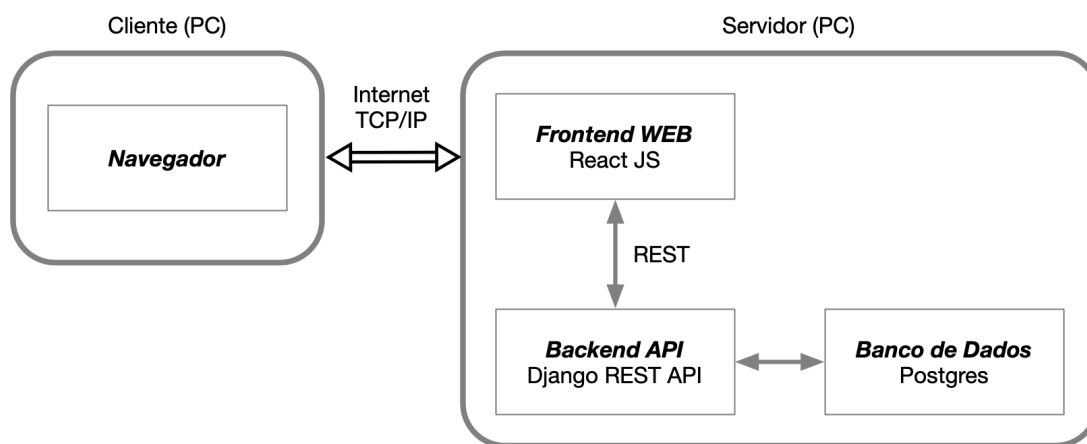 Cliente (PC)
Servidor (PC)
Internet
TCP/IP
Navegador
Frontend WEB
React JS
REST
Backend API
Django REST API
Banco de Dados
Postgres